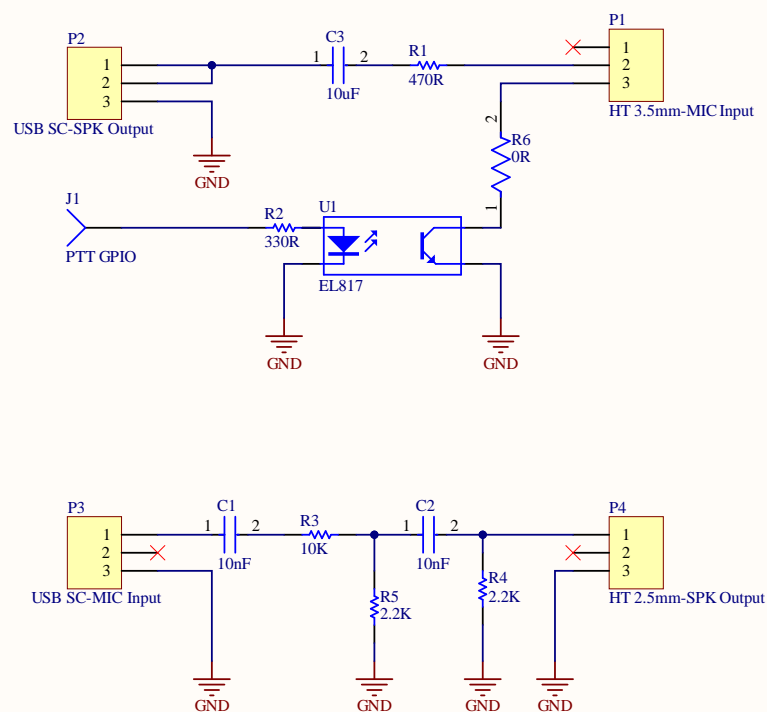 P2
1
2
3
USB SC-SPK Output
GND
C3
1 2
10uF
R1
470R
P1
1
2
3
HT 3.5mm-MIC Input
2
R6
0R
1
J1
PTT GPIO
R2
330R
U1
EL817
GND
GND
P3
1
2
3
USB SC-MIC Input
GND
C1
1 2
10nF
R3
10K
R5
2.2K
GND
C2
1 2
10nF
R4
2.2K
GND
P4
1
2
3
HT 2.5mm-SPK Output
GND